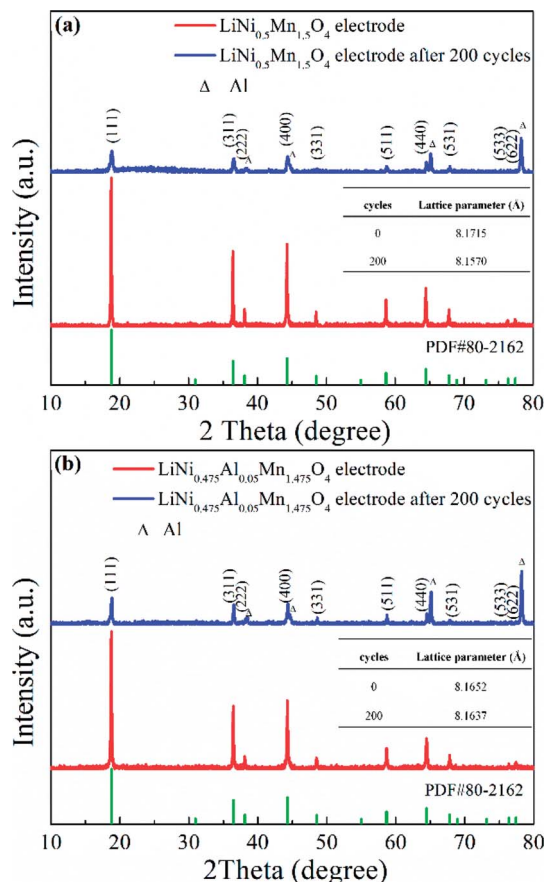 (a)
LiNi0.5Mn1.5O4 electrode
LiNi0.5Mn1.5O4 electrode after 200 cycles
Δ Al
(111)
(311)
(222)
Δ
(400)
Δ
(331)
(511)
(440)
Δ
(531)
(533)
(622)
Δ
cycles Lattice parameter (Å)
0 8.1715
200 8.1570
PDF#80-2162
Intensity (a.u.)
10 20 30 40 50 60 70 80
2 Theta (degree)
(b)
LiNi0.475Al0.05Mn1.475O4 electrode
LiNi0.475Al0.05Mn1.475O4 electrode after 200 cycles
Δ Al
(111)
(311)
(222)
Δ
(400)
Δ
(331)
(511)
(440)
Δ
(531)
(533)
(622)
Δ
cycles Lattice parameter (Å)
0 8.1652
200 8.1637
PDF#80-2162
Intensity (a.u.)
10 20 30 40 50 60 70 80
2Theta (degree)